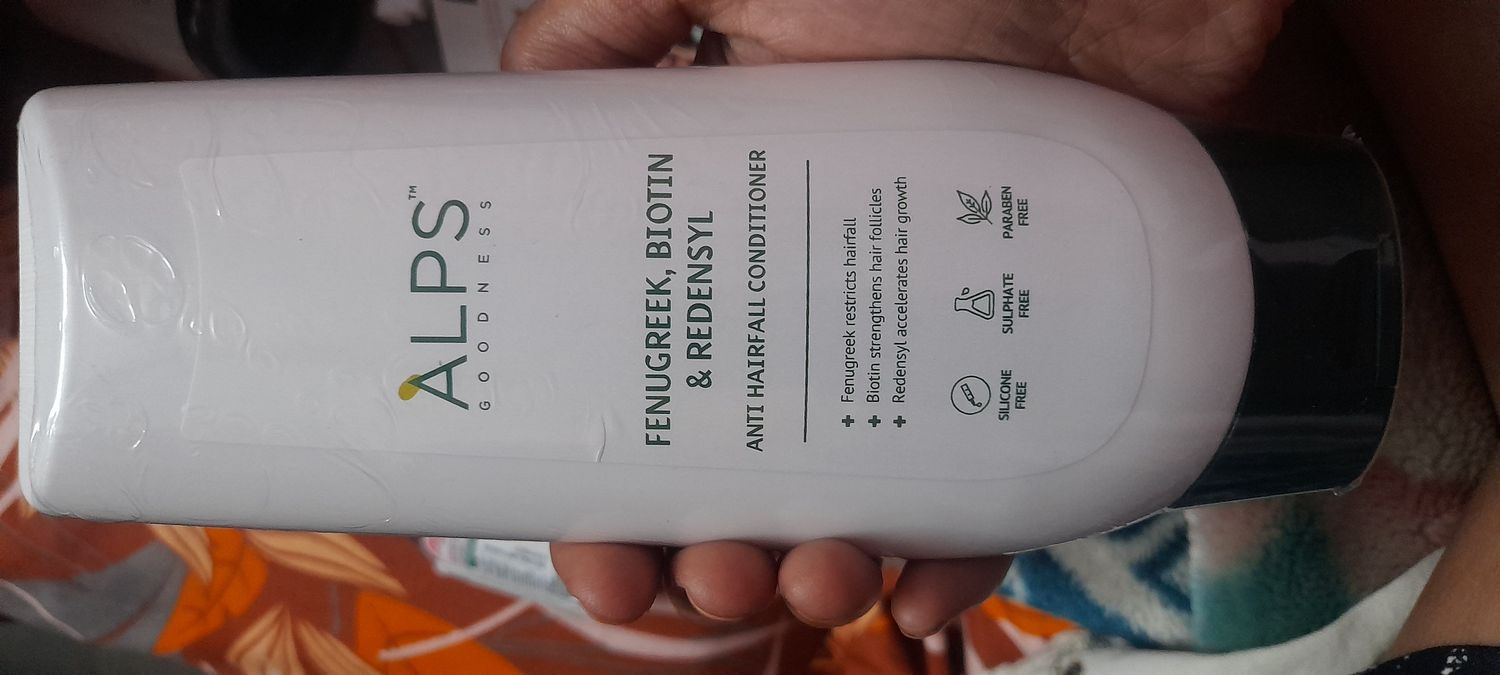 ALPS™
GOODNESS
FENUGREEK, BIOTIN
& REDENSYL
ANTI HAIRFALL CONDITIONER
+ Fenugreek restricts hairfall
+ Biotin strengthens hair follicles
+ Redensyl accelerates hair growth
SILICONE
FREE
SULPHATE
FREE
PARABEN
FREE